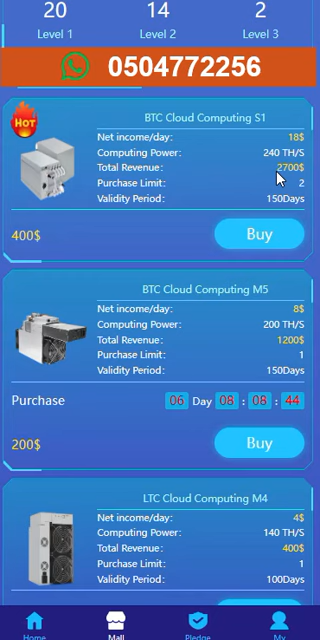 20 14 2
Level 1 Level 2 Level 3
0504772256
HOT
BTC Cloud Computing S1
Net income/day: 18$
Computing Power: 240 TH/S
Total Revenue: 2700$
Purchase Limit: 2
Validity Period: 150Days
400$ Buy
BTC Cloud Computing M5
Net income/day: 8$
Computing Power: 200 TH/S
Total Revenue: 1200$
Purchase Limit: 1
Validity Period: 150Days
Purchase 06 Day 08 : 08 : 44
200$ Buy
LTC Cloud Computing M4
Net income/day: 4$
Computing Power: 140 TH/S
Total Revenue: 400$
Purchase Limit: 1
Validity Period: 100Days
Home Mall Pledge My